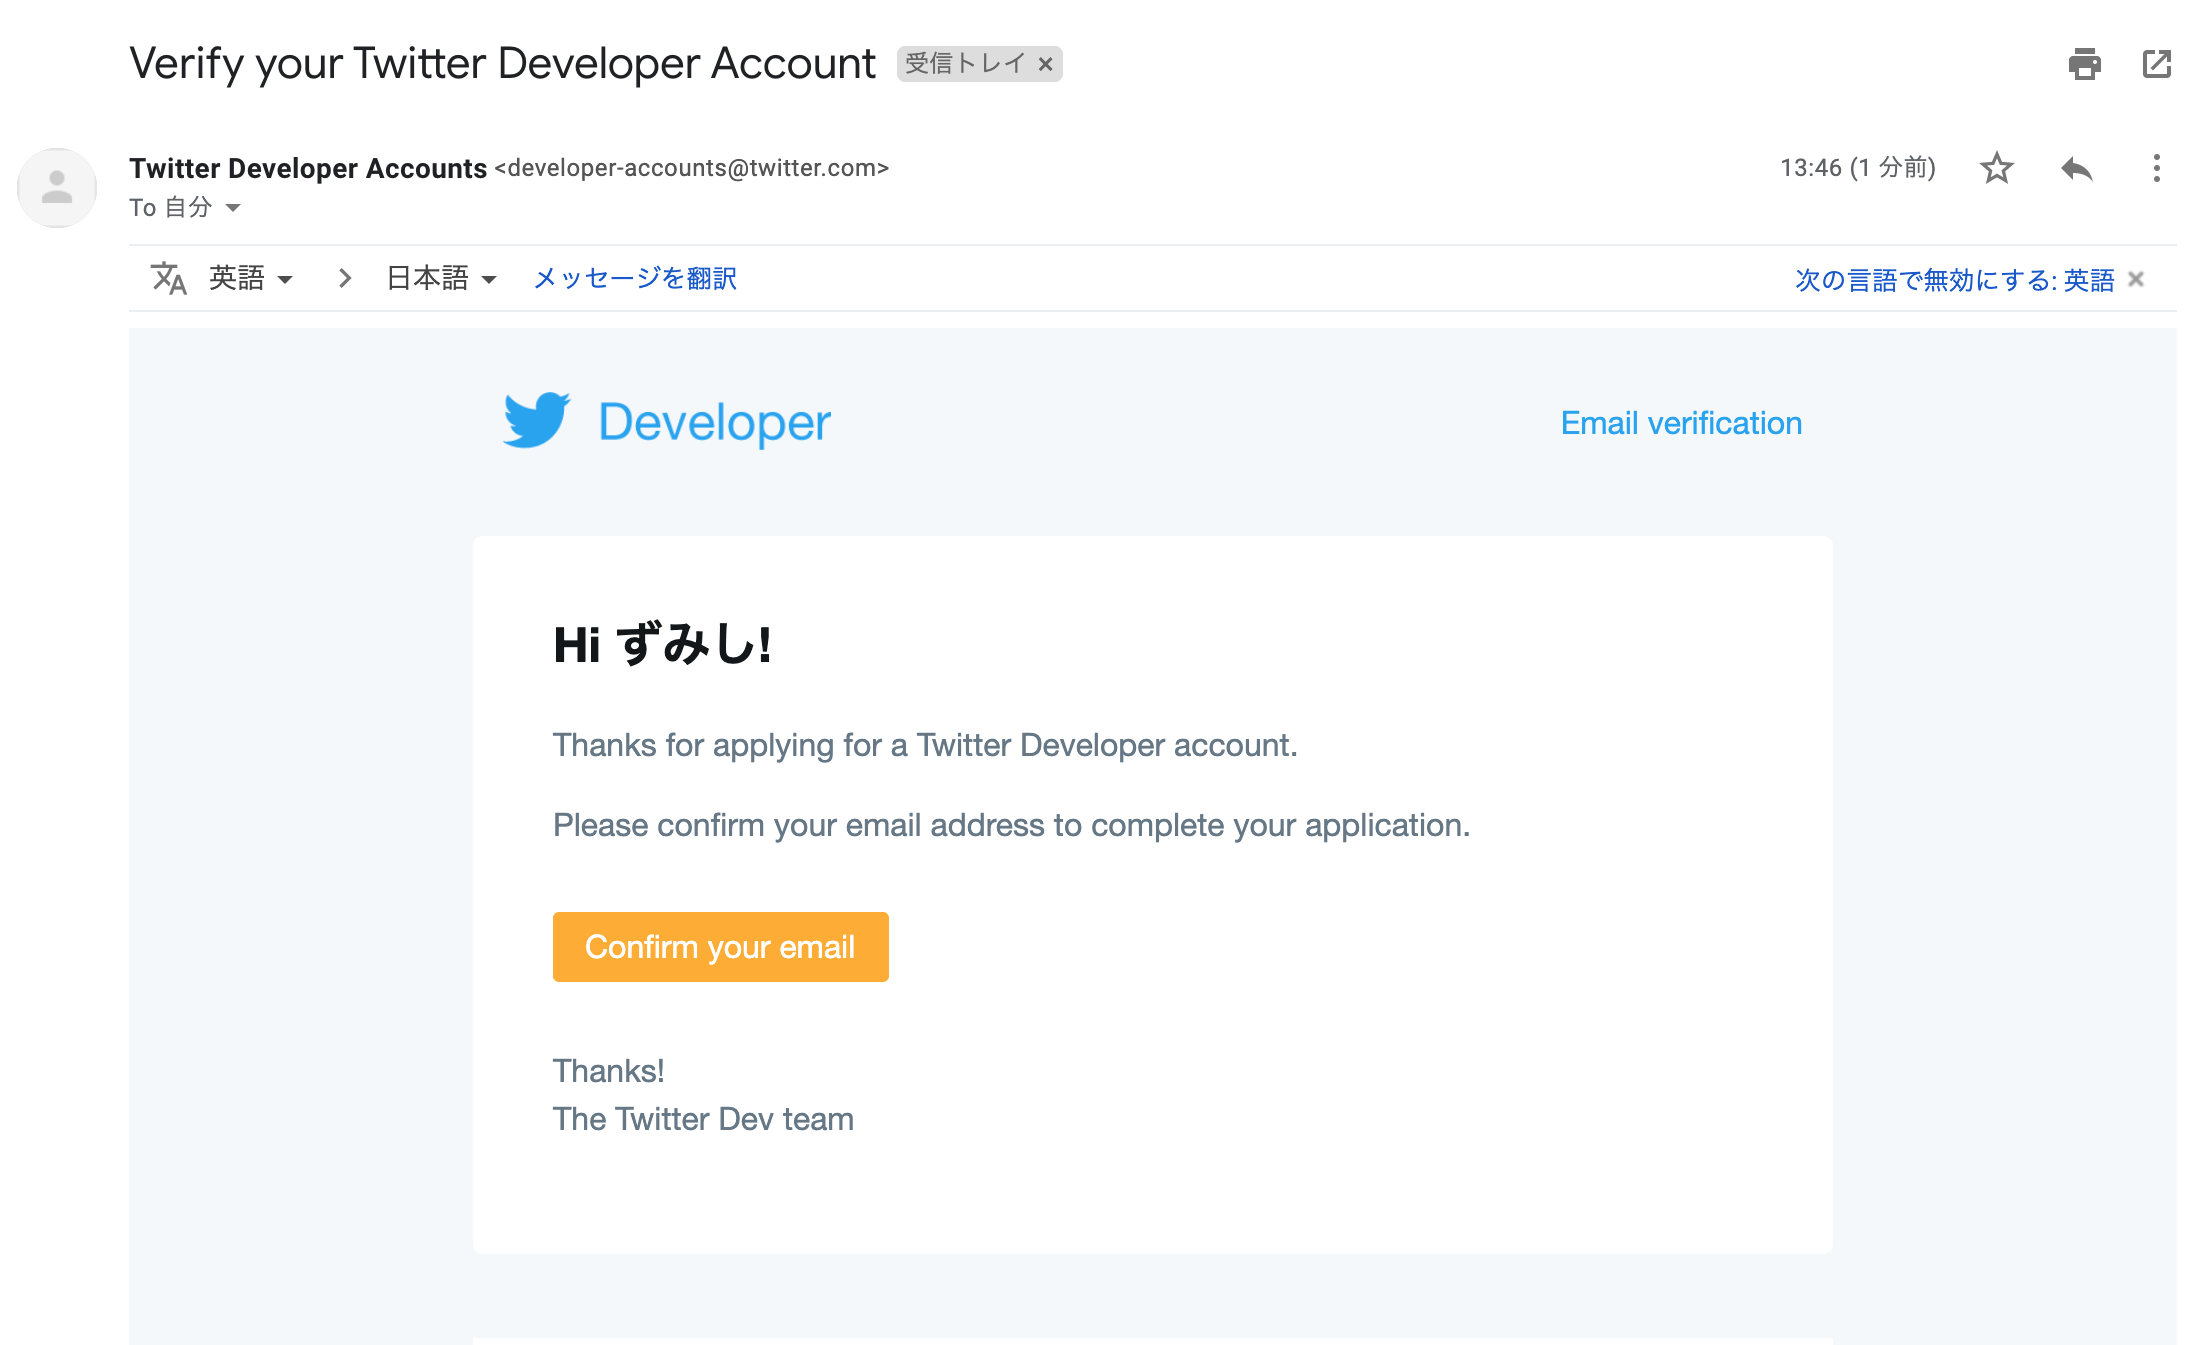 Verify your Twitter Developer Account 受信トレイ ×
Twitter Developer Accounts <developer-accounts@twitter.com> 13:46 (1 分前)
To 自分
英語 > 日本語 メッセージを翻訳 次の言語で無効にする: 英語 ×
Developer Email verification
Hi ずみし!
Thanks for applying for a Twitter Developer account.
Please confirm your email address to complete your application.
Confirm your email
Thanks!
The Twitter Dev team